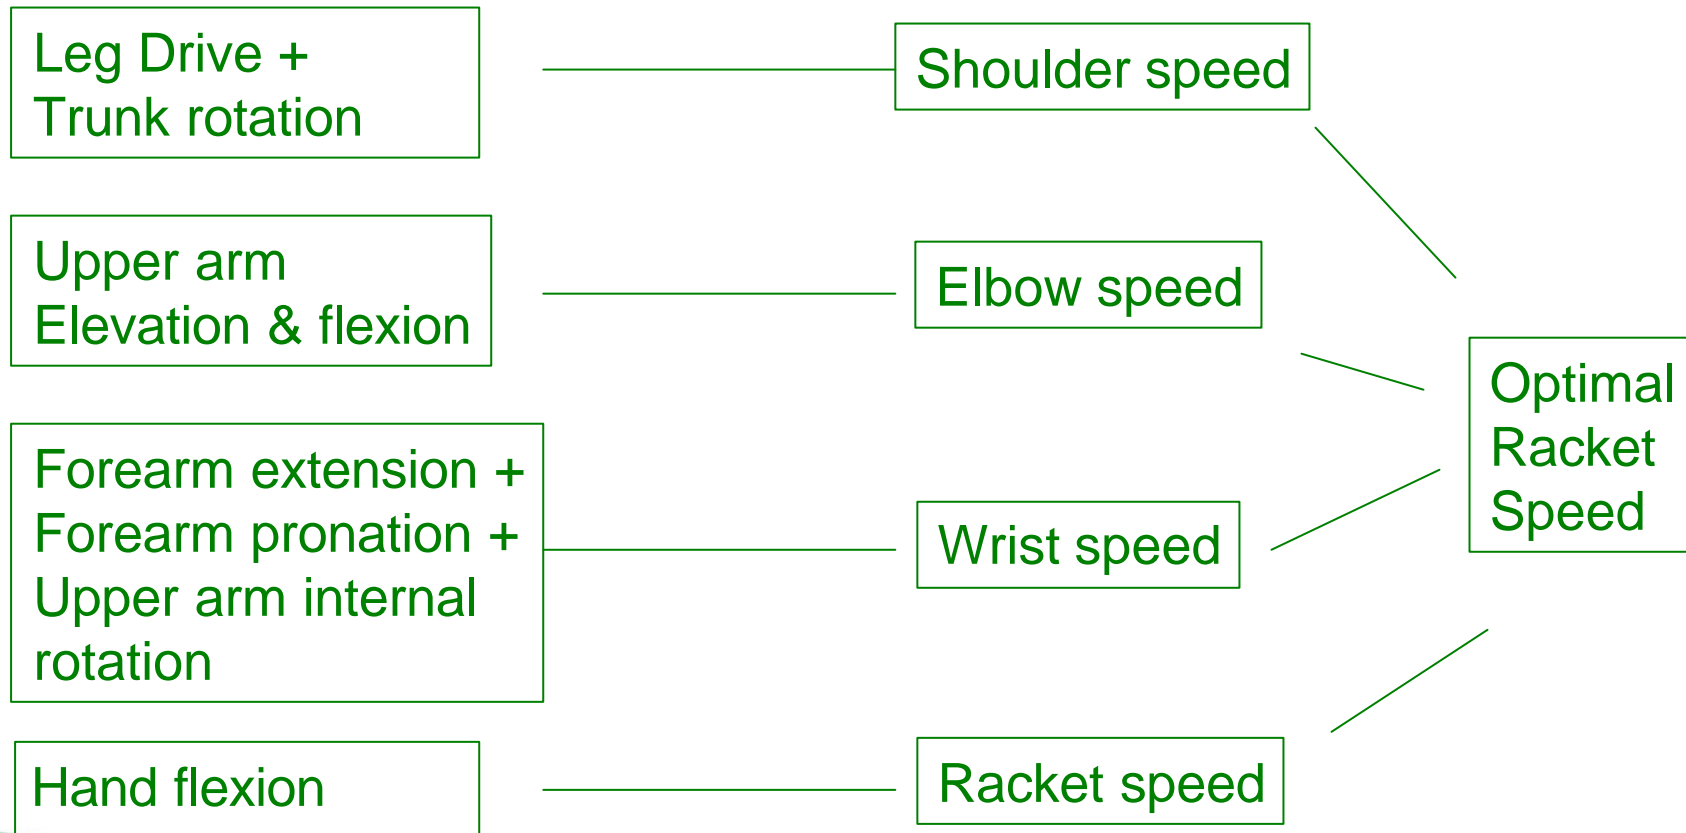 Leg Drive +
Trunk rotation
Shoulder speed
Upper arm
Elevation & flexion
Elbow speed
Forearm extension +
Forearm pronation +
Upper arm internal
rotation
Wrist speed
Hand flexion
Racket speed
Optimal
Racket
Speed